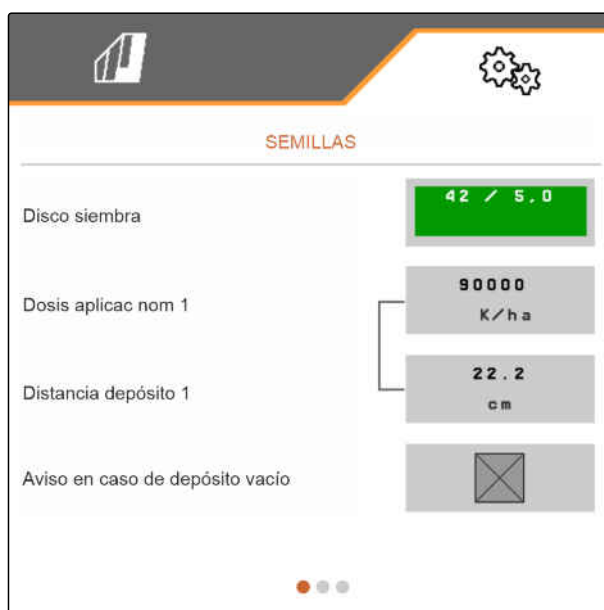 SEMILLAS
Disco siembra
42 / 5,0
Dosis aplicac nom 1
90000
K/ha
Distancia depósito 1
22.2
cm
Aviso en caso de depósito vacío